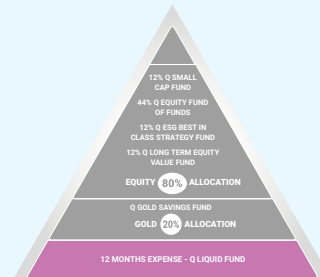 12% Q SMALL
CAP FUND
44% Q EQUITY FUND
OF FUNDS
12% Q ESG BEST IN
CLASS STRATEGY FUND
12% Q LONG TERM EQUITY
VALUE FUND
EQUITY 80% ALLOCATION
Q GOLD SAVINGS FUND
GOLD 20% ALLOCATION
12 MONTHS EXPENSE - Q LIQUID FUND